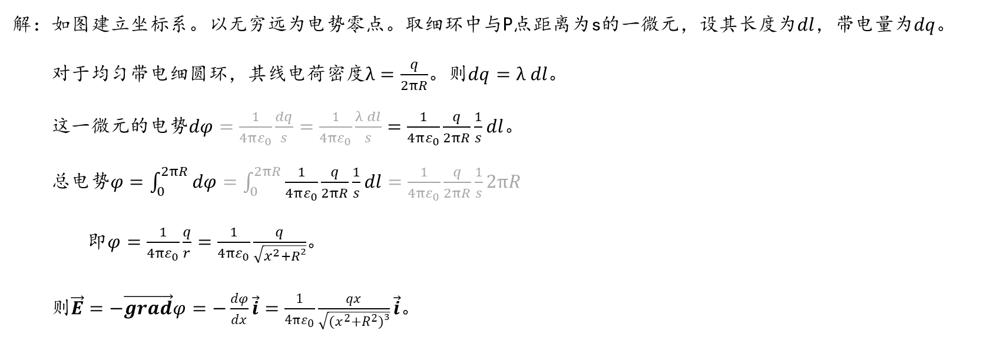 解：如图建立坐标系。以无穷远为电势零点。取细环中与P点距离为s的一微元，设其长度为$dl$，带电量为$dq$。
对于均匀带电细圆环，其线电荷密度$\lambda = \frac{q}{2\pi R}$。则$dq = \lambda\, dl$。
这一微元的电势$d\varphi = \frac{1}{4\pi\varepsilon_0}\frac{dq}{s} = \frac{1}{4\pi\varepsilon_0}\frac{\lambda\, dl}{s} = \frac{1}{4\pi\varepsilon_0}\frac{q}{2\pi R}\frac{1}{s}dl$。
总电势$\varphi = \int_0^{2\pi R} d\varphi = \int_0^{2\pi R} \frac{1}{4\pi\varepsilon_0}\frac{q}{2\pi R}\frac{1}{s}dl = \frac{1}{4\pi\varepsilon_0}\frac{q}{2\pi R}\frac{1}{s}2\pi R$
即$\varphi = \frac{1}{4\pi\varepsilon_0}\frac{q}{r} = \frac{1}{4\pi\varepsilon_0}\frac{q}{\sqrt{x^2+R^2}}$。
则$\vec{E} = -\overrightarrow{grad}\varphi = -\frac{d\varphi}{dx}\vec{i} = \frac{1}{4\pi\varepsilon_0}\frac{qx}{\sqrt{(x^2+R^2)^3}}\vec{i}$。